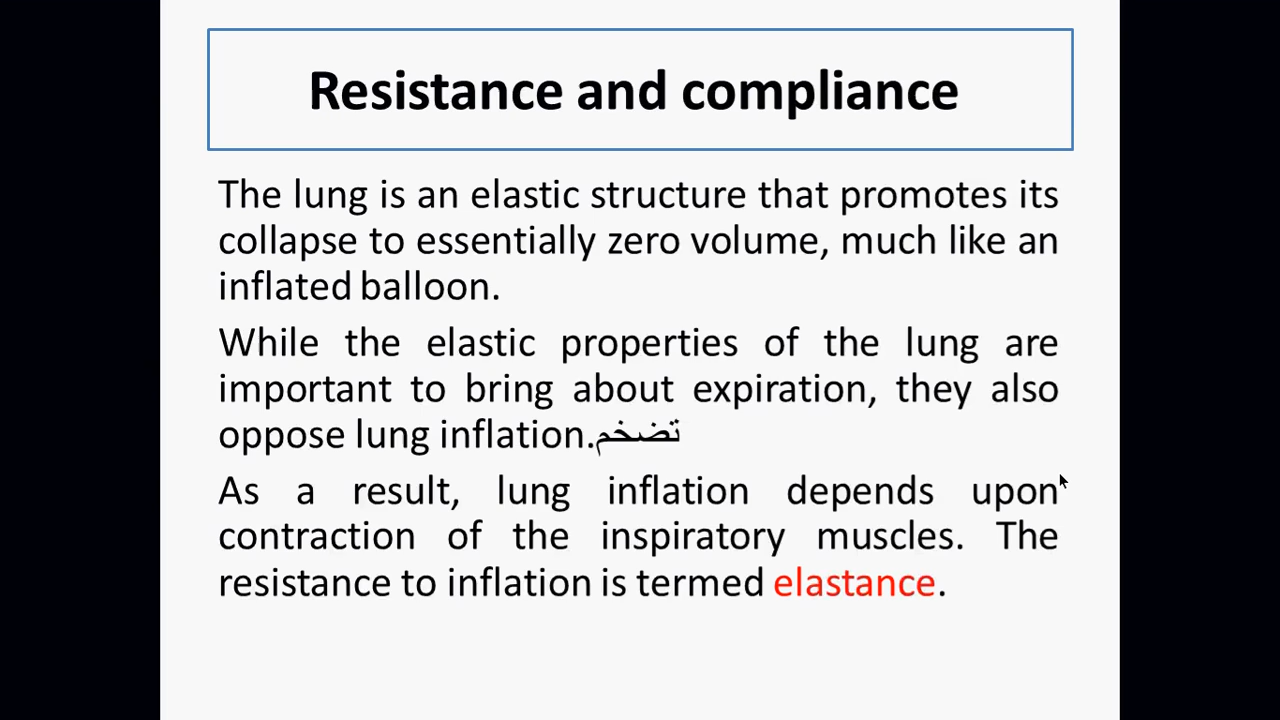 Resistance and compliance
The lung is an elastic structure that promotes its
collapse to essentially zero volume, much like an
inflated balloon.
While the elastic properties of the lung are
important to bring about expiration, they also
oppose lung inflation.تضخم
As a result, lung inflation depends upon
contraction of the inspiratory muscles. The
resistance to inflation is termed elastance.